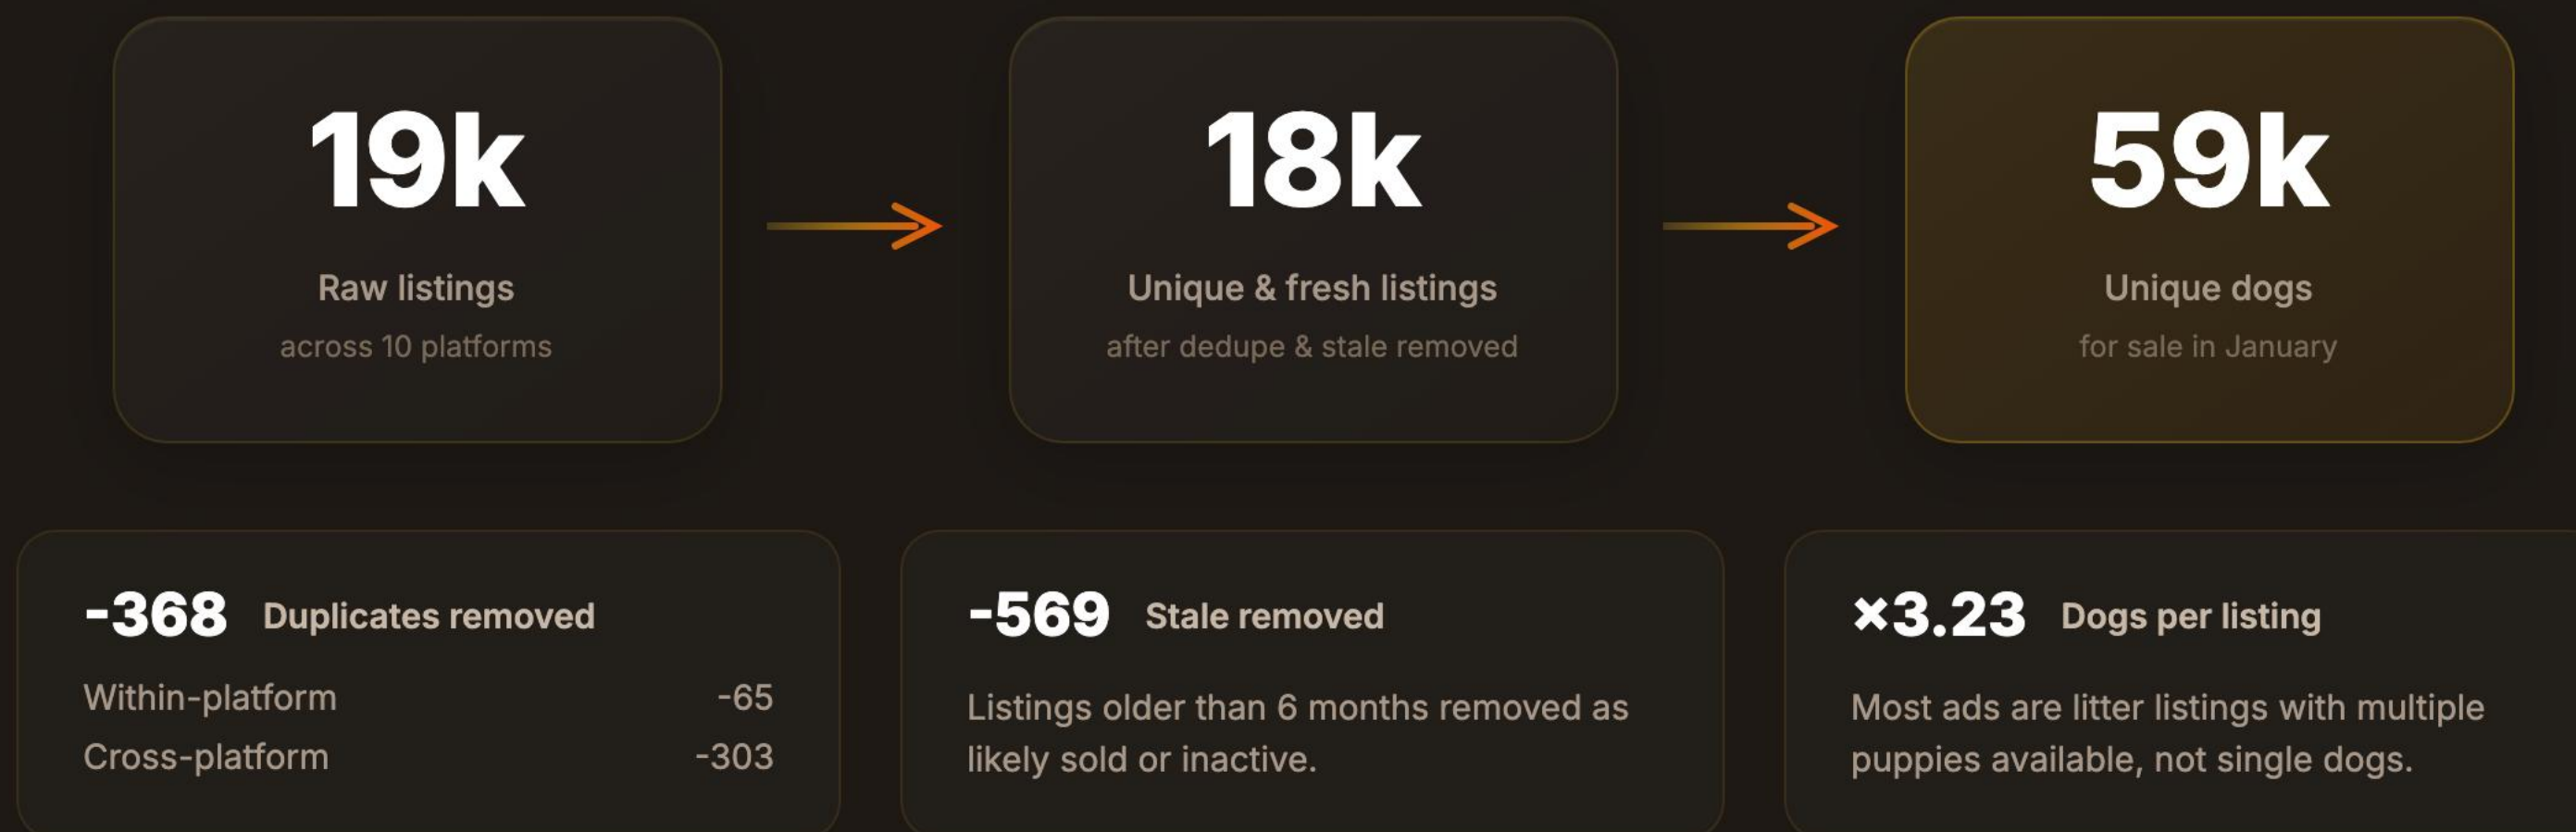 19k
Raw listings
across 10 platforms
18k
Unique & fresh listings
after dedupe & stale removed
59k
Unique dogs
for sale in January
-368 Duplicates removed
Within-platform -65
Cross-platform -303
-569 Stale removed
Listings older than 6 months removed as
likely sold or inactive.
×3.23 Dogs per listing
Most ads are litter listings with multiple
puppies available, not single dogs.